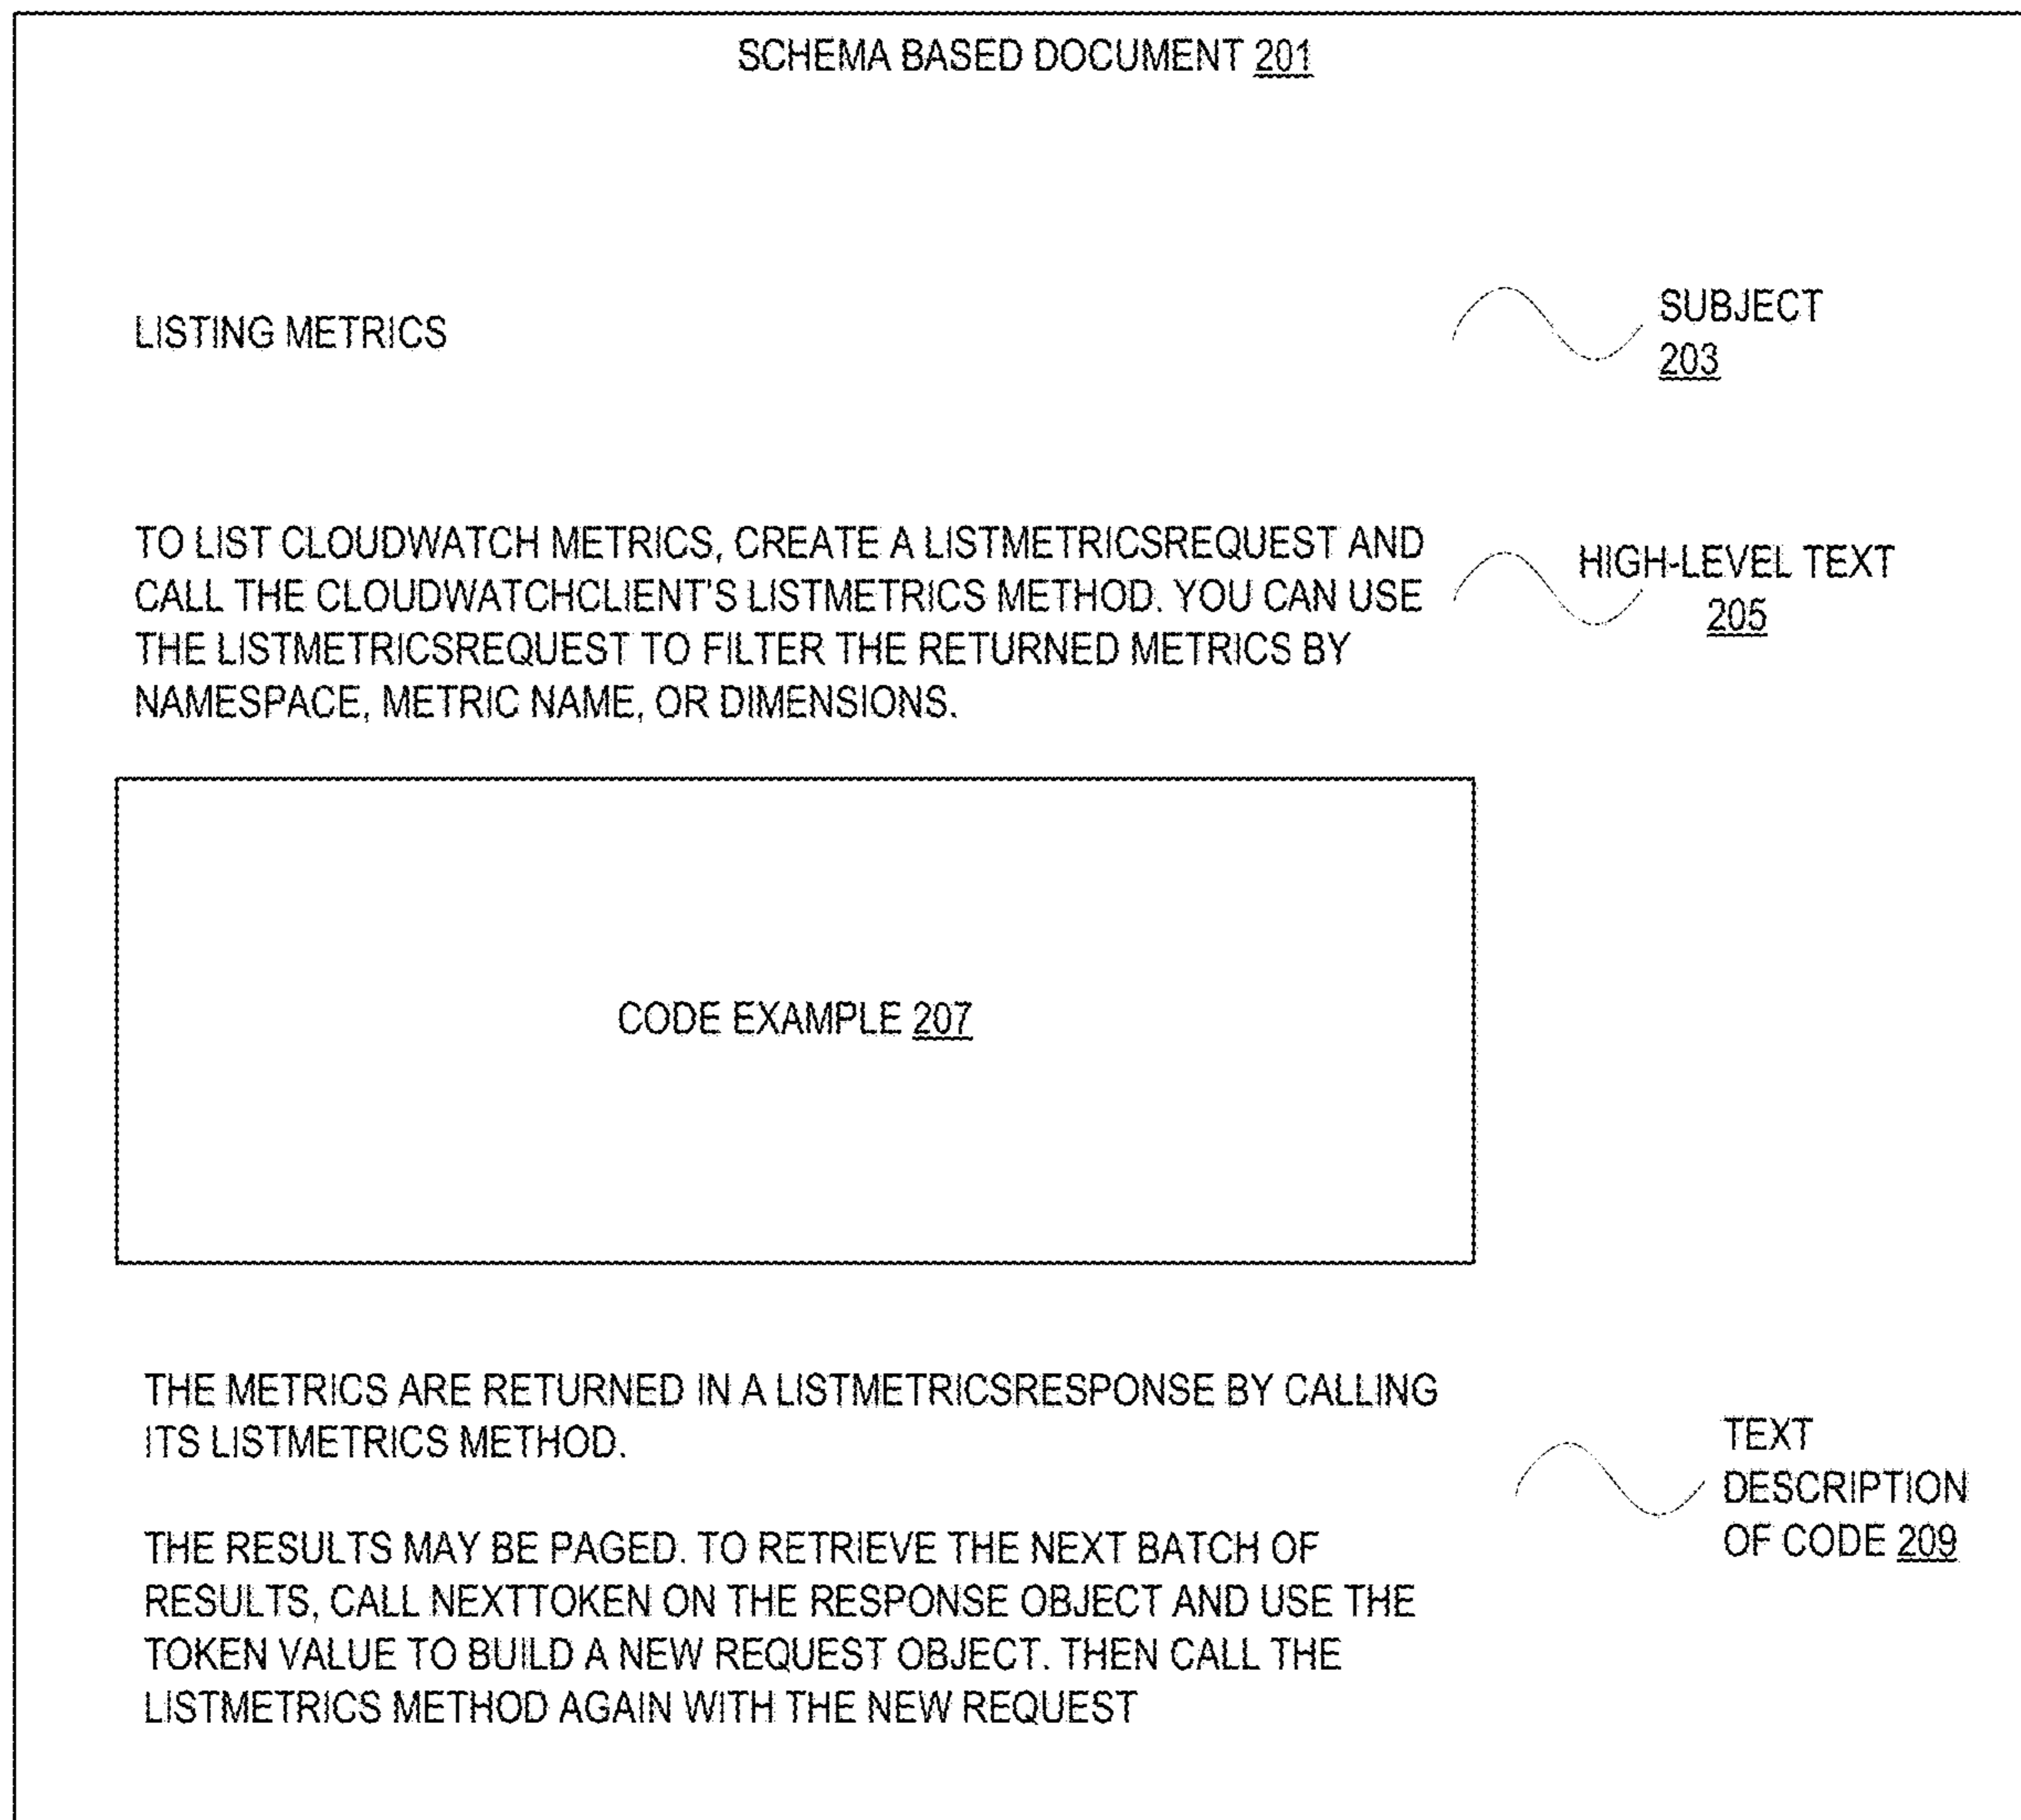 SCHEMA BASED DOCUMENT 201
LISTING METRICS
SUBJECT
203
TO LIST CLOUDWATCH METRICS, CREATE A LISTMETRICSREQUEST AND
CALL THE CLOUDWATCHCLIENT'S LISTMETRICS METHOD. YOU CAN USE
THE LISTMETRICSREQUEST TO FILTER THE RETURNED METRICS BY
NAMESPACE, METRIC NAME, OR DIMENSIONS.
HIGH-LEVEL TEXT
205
CODE EXAMPLE 207
THE METRICS ARE RETURNED IN A LISTMETRICSRESPONSE BY CALLING
ITS LISTMETRICS METHOD.
THE RESULTS MAY BE PAGED. TO RETRIEVE THE NEXT BATCH OF
RESULTS, CALL NEXTTOKEN ON THE RESPONSE OBJECT AND USE THE
TOKEN VALUE TO BUILD A NEW REQUEST OBJECT. THEN CALL THE
LISTMETRICS METHOD AGAIN WITH THE NEW REQUEST
TEXT
DESCRIPTION
OF CODE 209